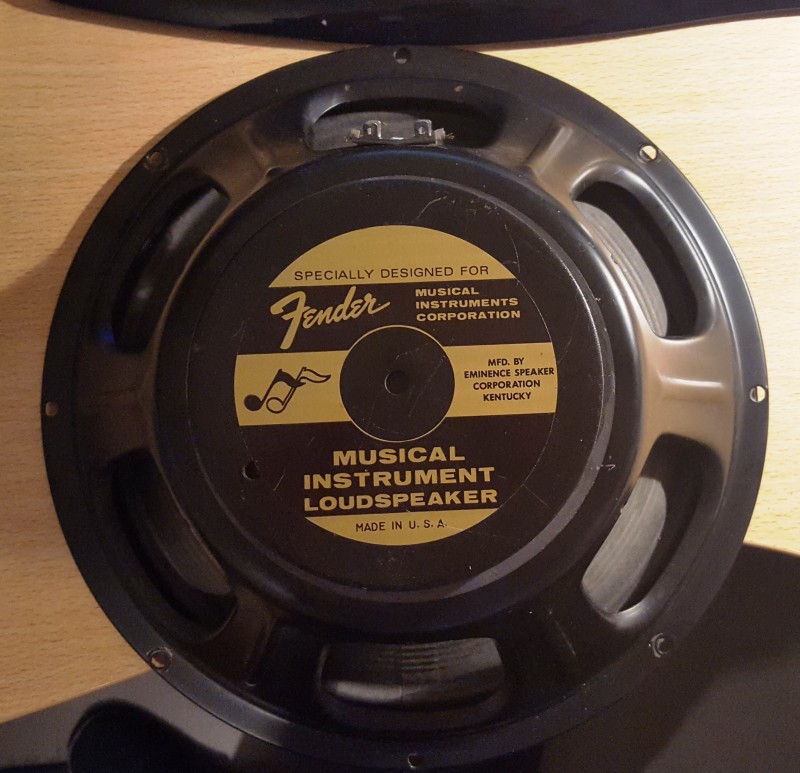 SPECIALLY DESIGNED FOR
Fender
MUSICAL
INSTRUMENTS
CORPORATION
MFD. BY
EMINENCE SPEAKER
CORPORATION
KENTUCKY
MUSICAL
INSTRUMENT
LOUDSPEAKER
MADE IN U.S.A.